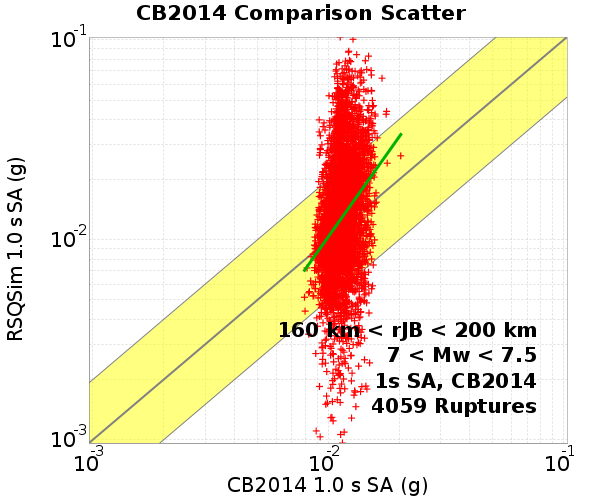 CB2014 Comparison Scatter
RSQSim 1.0 s SA (g)
10-1
10-2
10-3
160 km < rJB < 200 km
7 < Mw < 7.5
1s SA, CB2014
4059 Ruptures
10-3 10-2 10-1
CB2014 1.0 s SA (g)